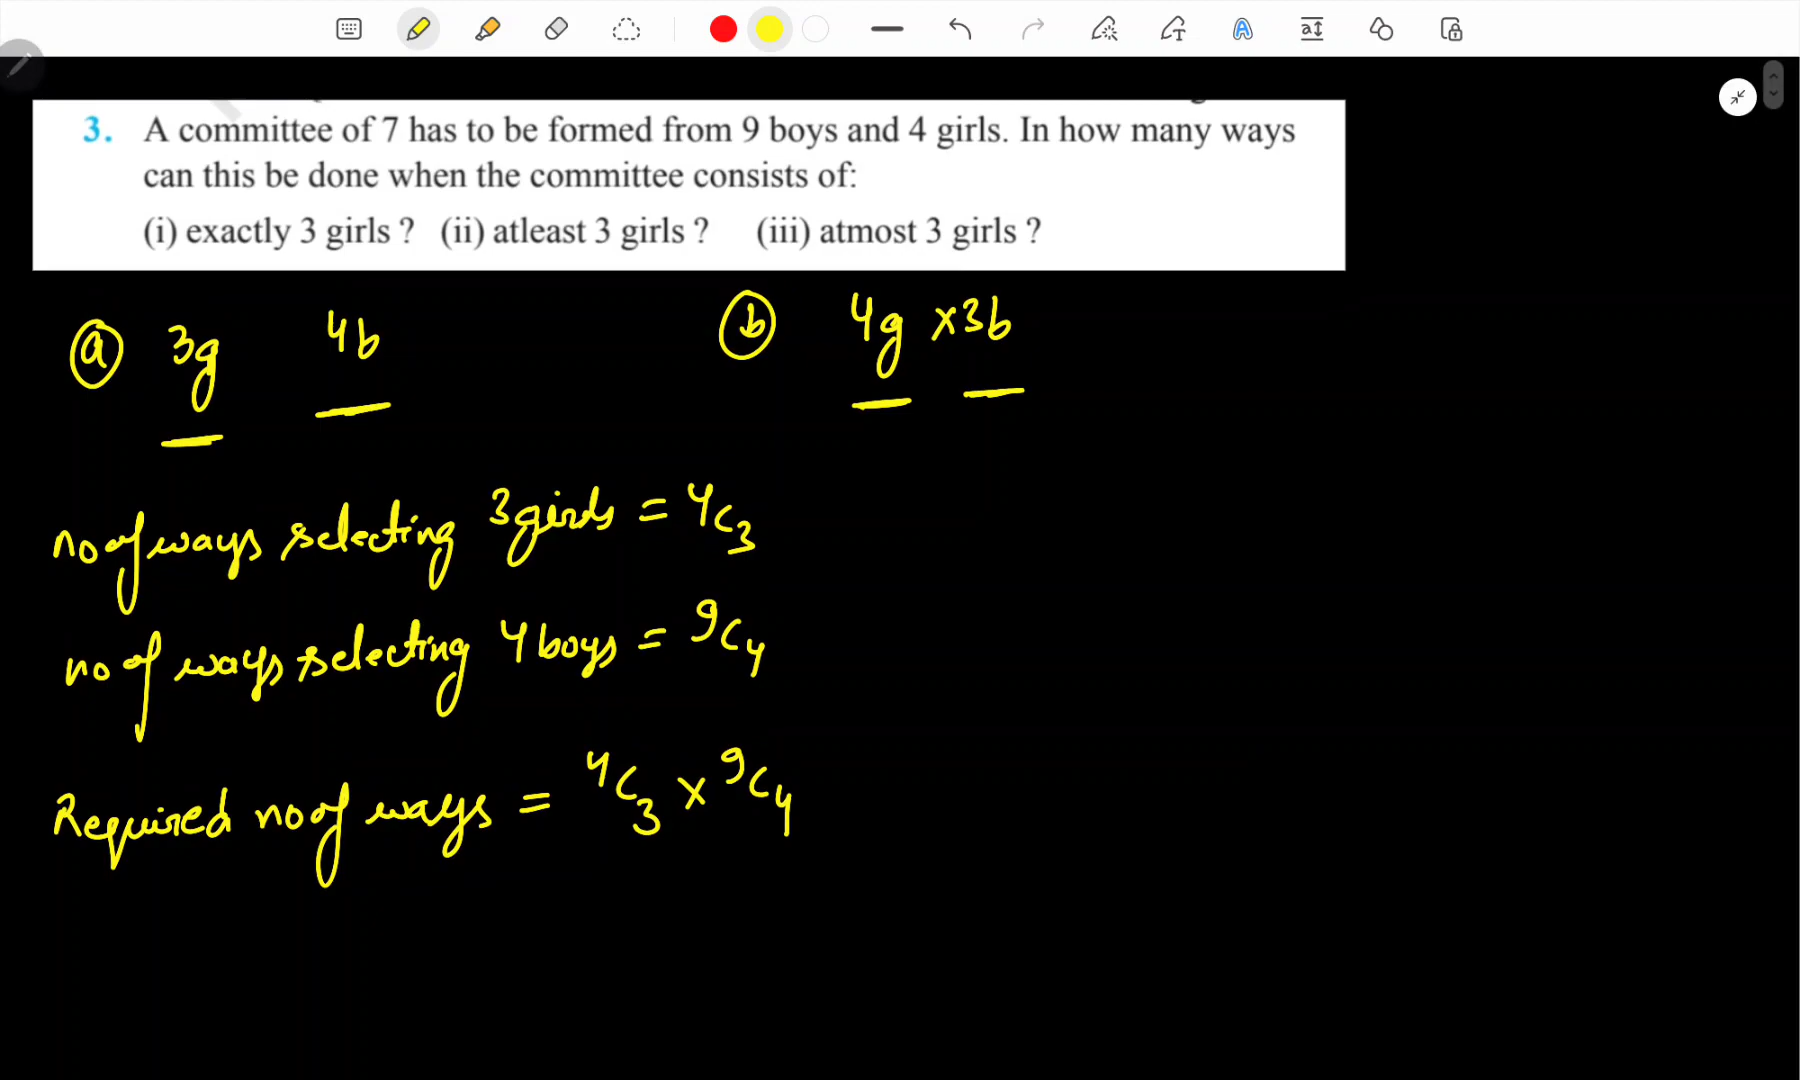 3. A committee of 7 has to be formed from 9 boys and 4 girls. In how many ways
can this be done when the committee consists of:
(i) exactly 3 girls ? (ii) atleast 3 girls ? (iii) atmost 3 girls ?
(a) 3g 4b
(b) 4g × 3b
no of ways selecting 3 girls = ⁴C₃
no of ways selecting 4 boys = ⁹C₄
Required no of ways = ⁴C₃ × ⁹C₄